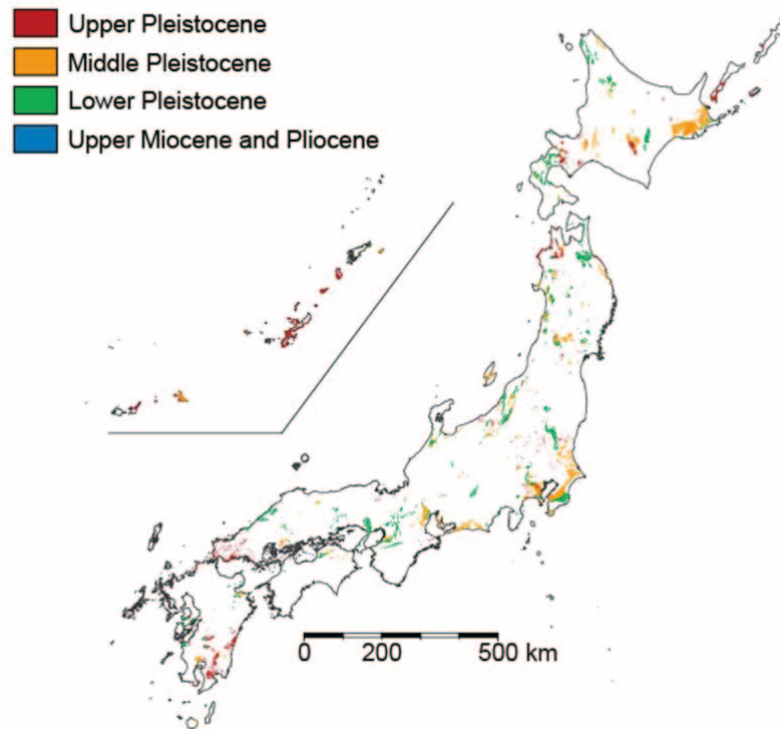 Upper Pleistocene
Middle Pleistocene
Lower Pleistocene
Upper Miocene and Pliocene
0 200 500 km